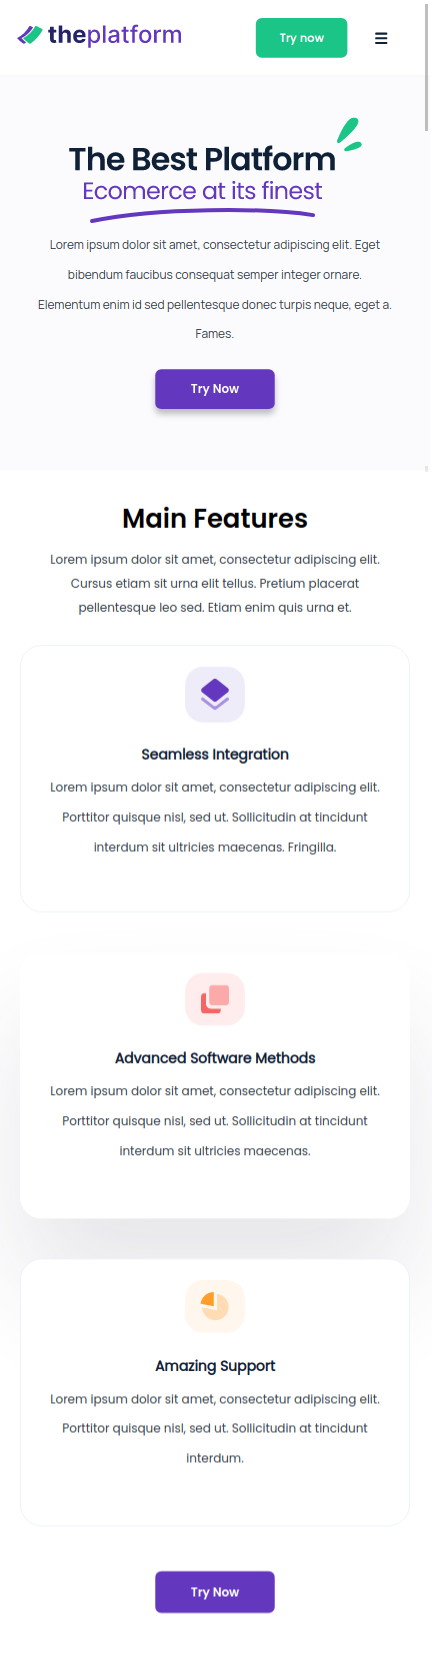 theplatform
Try now
The Best Platform
Ecomerce at its finest
Lorem ipsum dolor sit amet, consectetur adipiscing elit. Eget
bibendum faucibus consequat semper integer ornare.
Elementum enim id sed pellentesque donec turpis neque, eget a.
Fames.
Try Now
Main Features
Lorem ipsum dolor sit amet, consectetur adipiscing elit.
Cursus etiam sit urna elit tellus. Pretium placerat
pellentesque leo sed. Etiam enim quis urna et.
Seamless Integration
Lorem ipsum dolor sit amet, consectetur adipiscing elit.
Porttitor quisque nisl, sed ut. Sollicitudin at tincidunt
interdum sit ultricies maecenas. Fringilla.
Advanced Software Methods
Lorem ipsum dolor sit amet, consectetur adipiscing elit.
Porttitor quisque nisl, sed ut. Sollicitudin at tincidunt
interdum sit ultricies maecenas.
Amazing Support
Lorem ipsum dolor sit amet, consectetur adipiscing elit.
Porttitor quisque nisl, sed ut. Sollicitudin at tincidunt
interdum.
Try Now